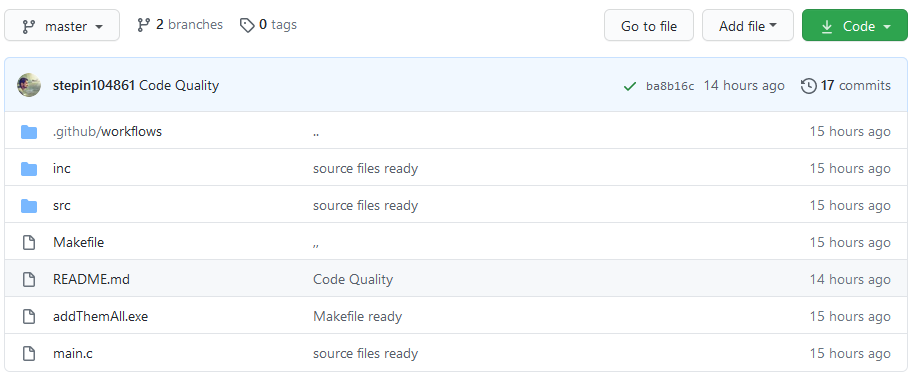 master 2 branches 0 tags Go to file Add file Code
stepin104861 Code Quality ba8b16c 14 hours ago 17 commits
.github/workflows .. 15 hours ago
inc source files ready 15 hours ago
src source files ready 15 hours ago
Makefile ,, 15 hours ago
README.md Code Quality 14 hours ago
addThemAll.exe Makefile ready 15 hours ago
main.c source files ready 15 hours ago